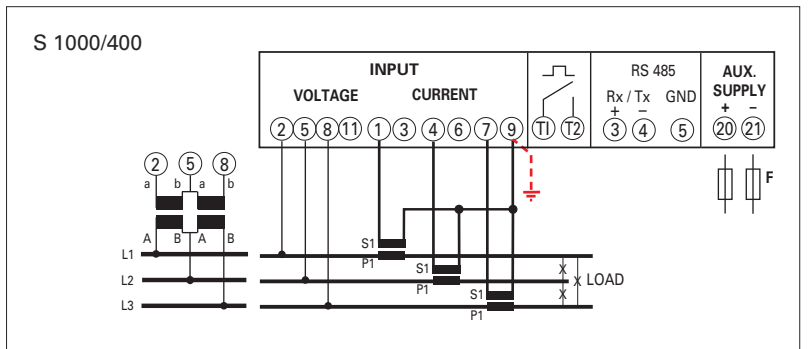 S 1000/400
INPUT
VOLTAGE CURRENT
2 5 8 11 1 3 4 6 7 9
T1 T2
RS 485
Rx / Tx GND
+ −
3 4 5
AUX.
SUPPLY
+ −
20 21
F
2 5 8
a b a b
A B A B
L1
L2
L3
S1
P1
S1
P1
S1
P1
X
X LOAD
X